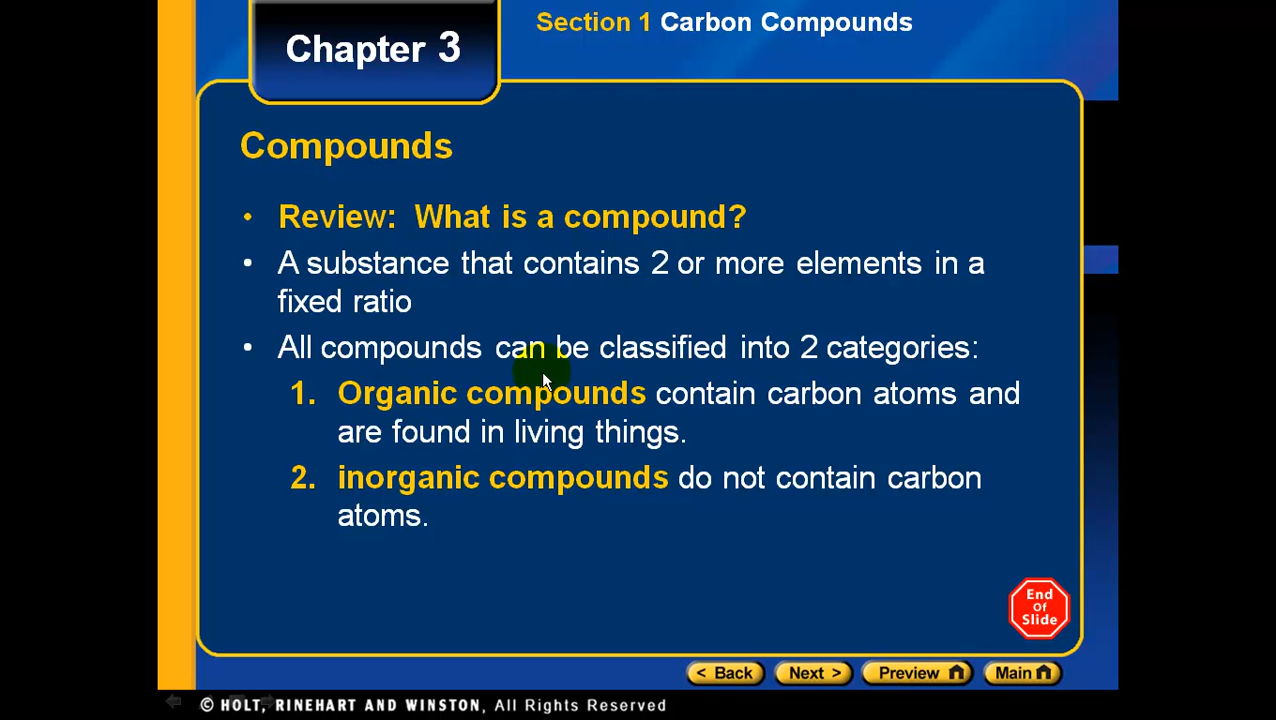 Section 1 Carbon Compounds
Chapter 3
Compounds
• Review: What is a compound?
• A substance that contains 2 or more elements in a
fixed ratio
• All compounds can be classified into 2 categories:
1. Organic compounds contain carbon atoms and
are found in living things.
2. inorganic compounds do not contain carbon
atoms.
End
Of
Slide
< Back Next > Preview Main
© HOLT, RINEHART AND WINSTON, All Rights Reserved